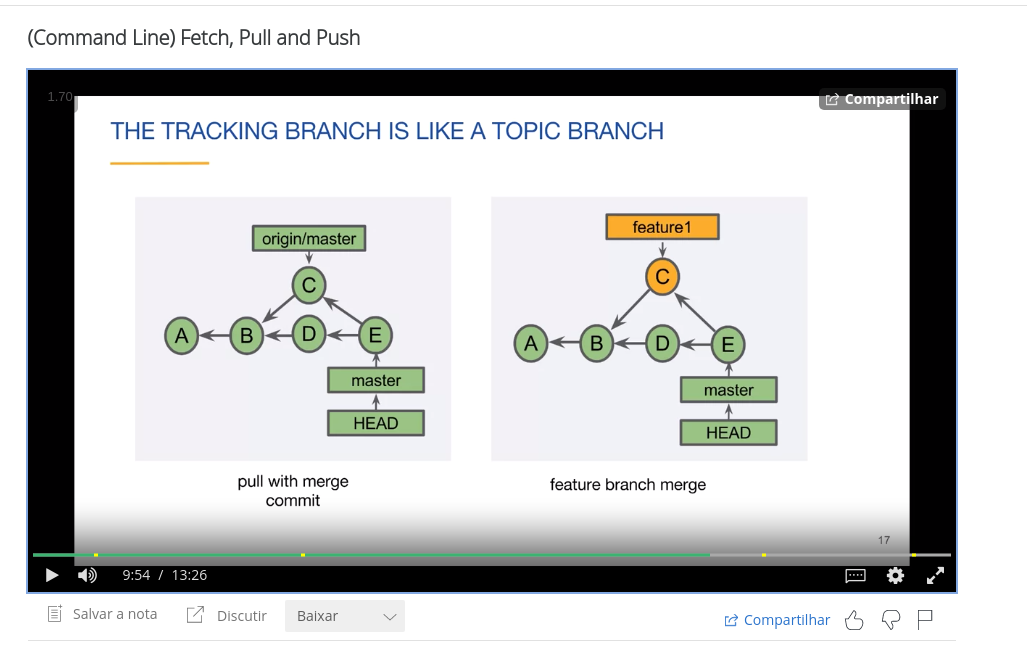 (Command Line) Fetch, Pull and Push
1.70
Compartilhar
THE TRACKING BRANCH IS LIKE A TOPIC BRANCH
origin/master
C
A
B
D
E
master
HEAD
pull with merge
commit
feature1
C
A
B
D
E
master
HEAD
feature branch merge
17
9:54 / 13:26
Salvar a nota
Discutir
Baixar
Compartilhar